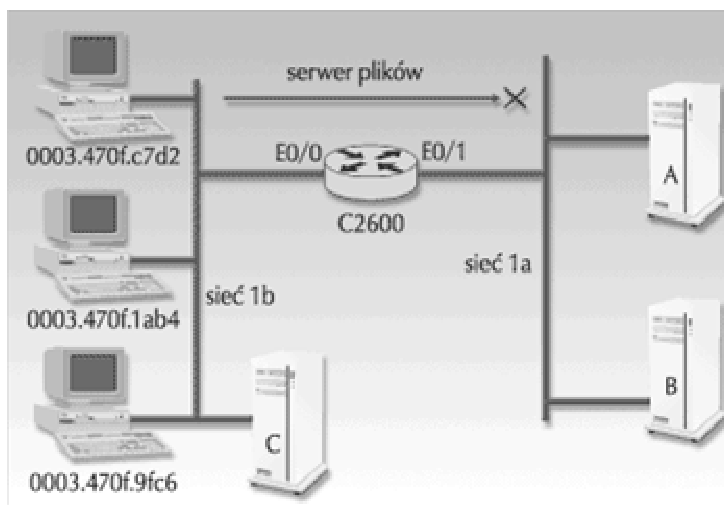 serwer plików
0003.470f.c7d2
E0/0
E0/1
C2600
A
sieć 1a
sieć 1b
0003.470f.1ab4
B
C
0003.470f.9fc6